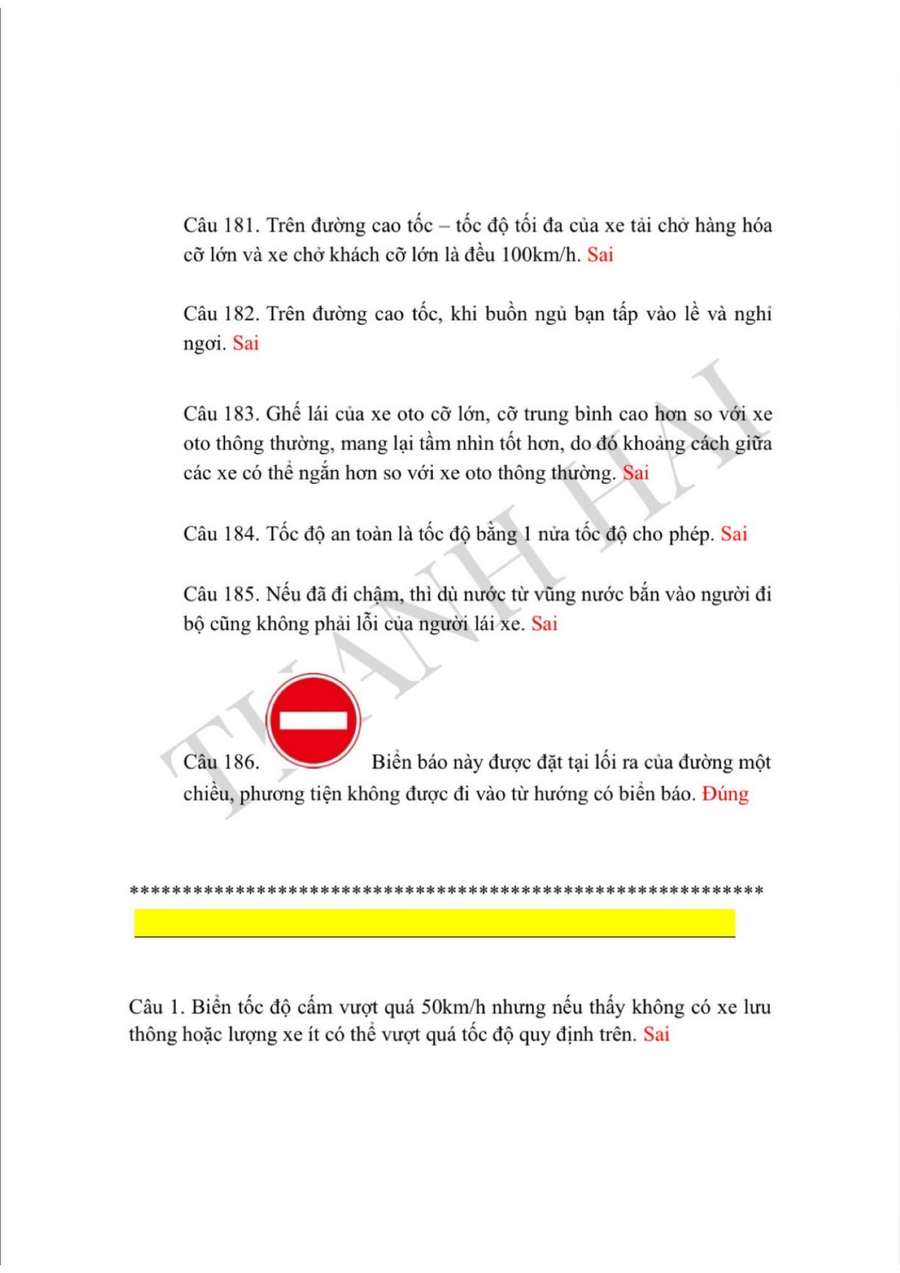 Câu 181. Trên đường cao tốc – tốc độ tối đa của xe tải chở hàng hóa
cỡ lớn và xe chở khách cỡ lớn là đều 100km/h. Sai
Câu 182. Trên đường cao tốc, khi buồn ngủ bạn tấp vào lề và nghỉ
ngơi. Sai
Câu 183. Ghế lái của xe oto cỡ lớn, cỡ trung bình cao hơn so với xe
oto thông thường, mang lại tầm nhìn tốt hơn, do đó khoảng cách giữa
các xe có thể ngắn hơn so với xe oto thông thường. Sai
Câu 184. Tốc độ an toàn là tốc độ bằng 1 nửa tốc độ cho phép. Sai
Câu 185. Nếu đã đi chậm, thì dù nước từ vũng nước bắn vào người đi
bộ cũng không phải lỗi của người lái xe. Sai
THANH HAI
Câu 186. Biển báo này được đặt tại lối ra của đường một
chiều, phương tiện không được đi vào từ hướng có biển báo. Đúng
************************************************************
Câu 1. Biển tốc độ cấm vượt quá 50km/h nhưng nếu thấy không có xe lưu
thông hoặc lượng xe ít có thể vượt quá tốc độ quy định trên. Sai